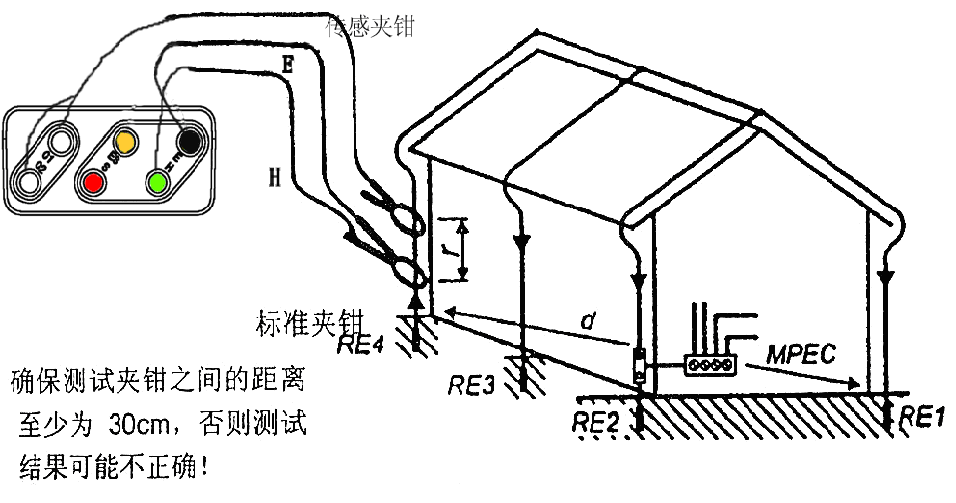 传感夹钳
E
H
r
d
标准夹钳
RE4
RE3
RE2
MPEC
RE1
确保测试夹钳之间的距离
至少为 30cm，否则测试
结果可能不正确！